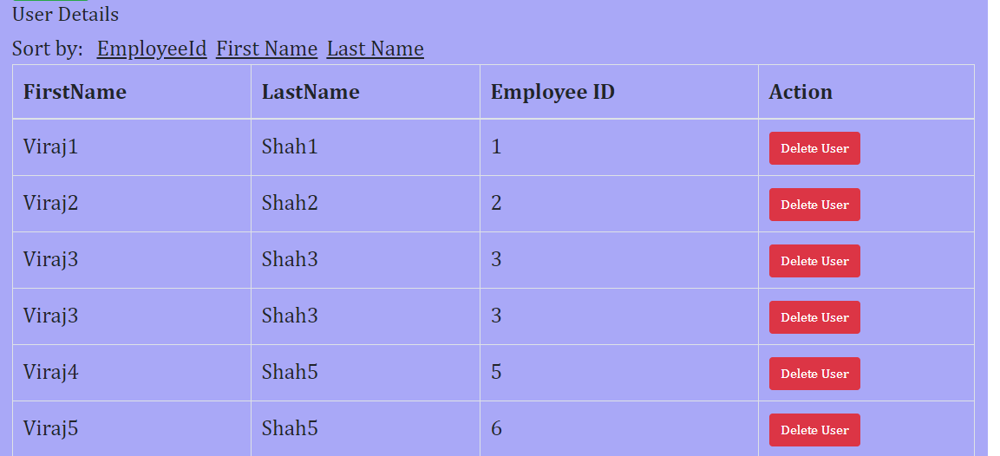 User Details
Sort by: EmployeeId First Name Last Name
FirstName LastName Employee ID Action
Viraj1 Shah1 1 Delete User
Viraj2 Shah2 2 Delete User
Viraj3 Shah3 3 Delete User
Viraj3 Shah3 3 Delete User
Viraj4 Shah5 5 Delete User
Viraj5 Shah5 6 Delete User